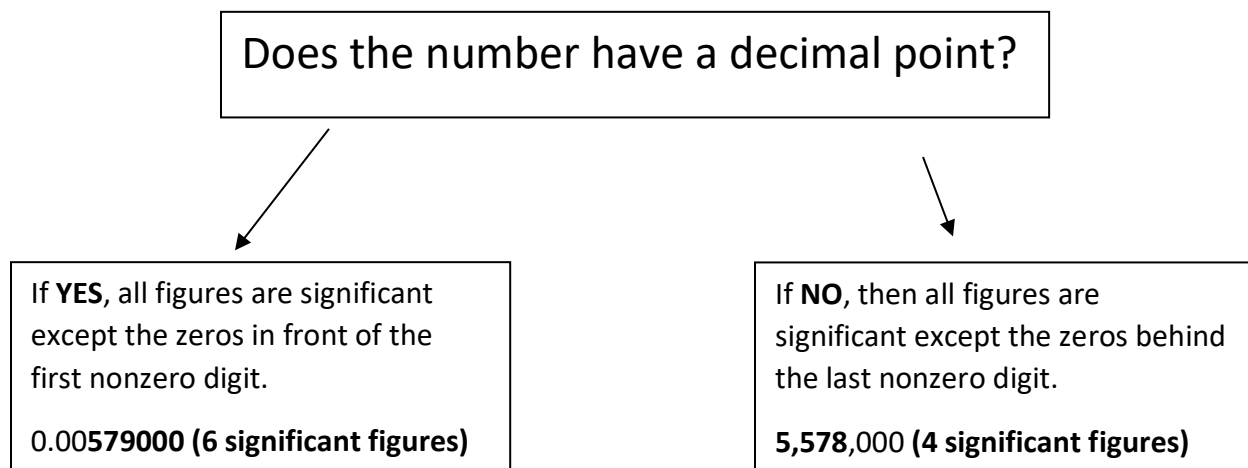 Does the number have a decimal point?
If YES, all figures are significant
except the zeros in front of the
first nonzero digit.
0.00579000 (6 significant figures)
If NO, then all figures are
significant except the zeros behind
the last nonzero digit.
5,578,000 (4 significant figures)